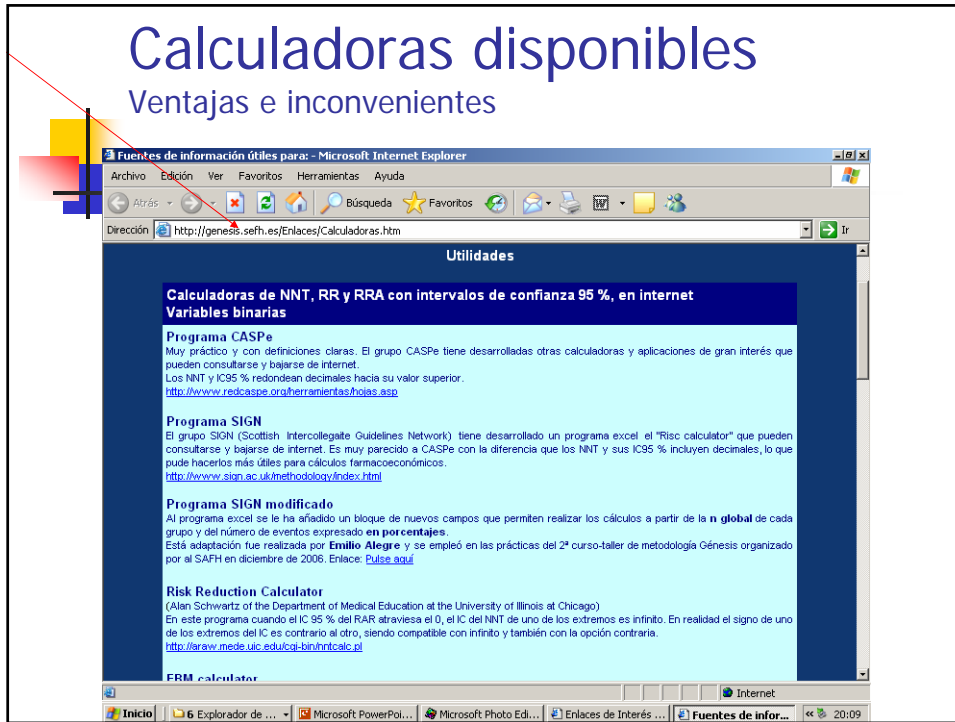 Calculadoras disponibles
Ventajas e inconvenientes
Fuentes de información útiles para: - Microsoft Internet Explorer
Archivo Edición Ver Favoritos Herramientas Ayuda
Atrás Búsqueda Favoritos
Dirección http://genesis.sefh.es/Enlaces/Calculadoras.htm Ir
Utilidades
Calculadoras de NNT, RR y RRA con intervalos de confianza 95 %, en internet
Variables binarias
Programa CASPe
Muy práctico y con definiciones claras. El grupo CASPe tiene desarrolladas otras calculadoras y aplicaciones de gran interés que
pueden consultarse y bajarse de internet.
Los NNT y IC95 % redondean decimales hacia su valor superior.
http://www.redcaspe.org/herramientas/hojas.asp
Programa SIGN
El grupo SIGN (Scottish Intercollegaite Guidelines Network) tiene desarrollado un programa excel el "Risc calculator" que pueden
consultarse y bajarse de internet. Es muy parecido a CASPe con la diferencia que los NNT y sus IC95 % incluyen decimales, lo que
pude hacerlos más útiles para cálculos farmacoeconómicos.
http://www.sign.ac.uk/methodology/index.html
Programa SIGN modificado
Al programa excel se le ha añadido un bloque de nuevos campos que permiten realizar los cálculos a partir de la n global de cada
grupo y del número de eventos expresado en porcentajes.
Está adaptación fue realizada por Emilio Alegre y se empleó en las prácticas del 2ª curso-taller de metodología Génesis organizado
por al SAFH en diciembre de 2006. Enlace: Pulse aquí
Risk Reduction Calculator
(Alan Schwartz of the Department of Medical Education at the University of Illinois at Chicago)
En este programa cuando el IC 95 % del RAR atraviesa el 0, el IC del NNT de uno de los extremos es infinito. En realidad el signo de uno
de los extremos del IC es contrario al otro, siendo compatible con infinito y también con la opción contraria.
http://araw.mede.uic.edu/cgi-bin/nntcalc.pl
EBM calculator
Internet
Inicio 6 Explorador de ... Microsoft PowerPoi... Microsoft Photo Edi... Enlaces de Interés ... Fuentes de infor... « 20:09